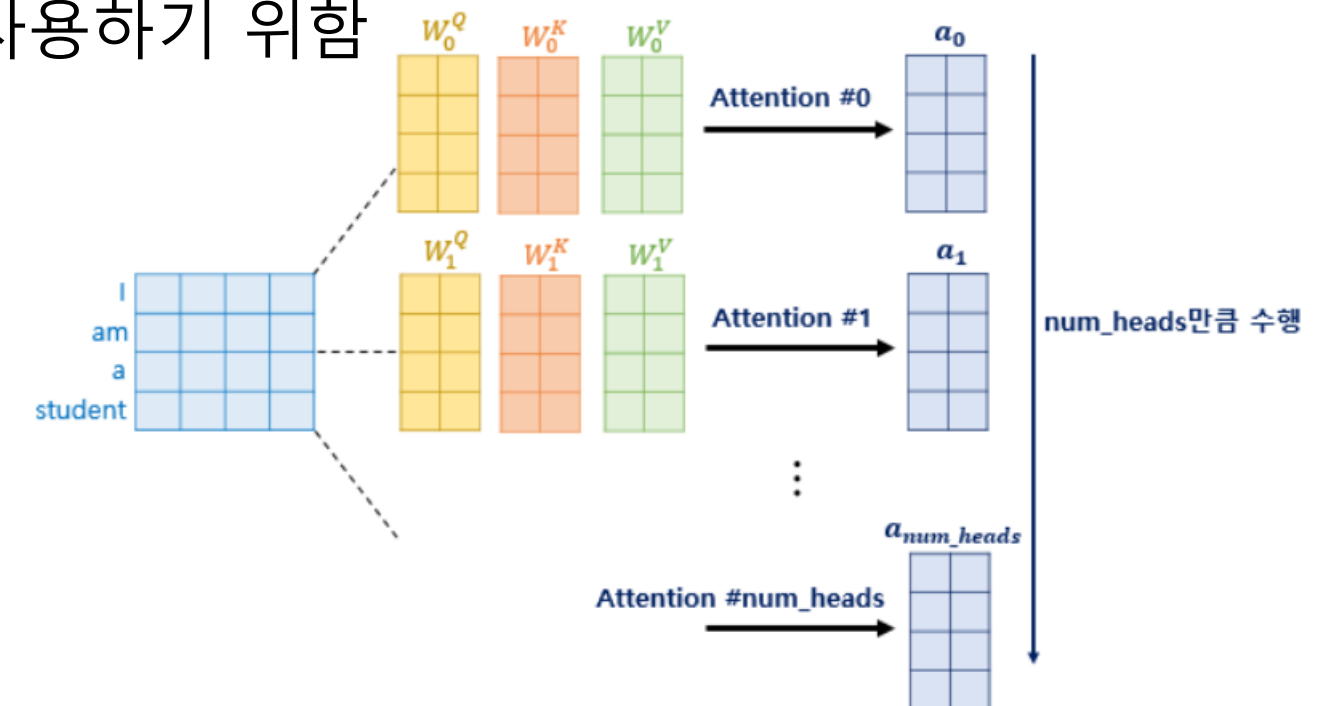 사용하기 위함
W_0^Q W_0^K W_0^V a_0
Attention #0
W_1^Q W_1^K W_1^V a_1
I
am
a
student
Attention #1
num_heads만큼 수행
⋮
a_num_heads
Attention #num_heads